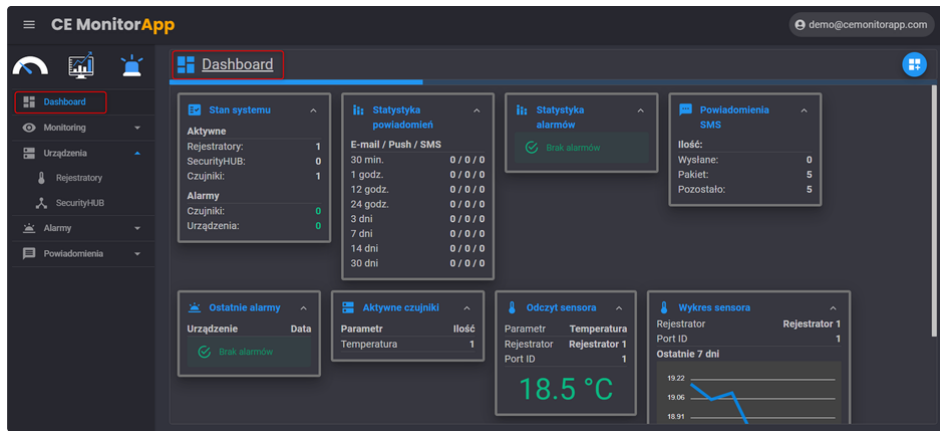 CE MonitorApp
demo@cemonitorapp.com
Dashboard
Monitoring
Urządzenia
Rejestratory
SecurityHUB
Alarmy
Powiadomienia
Dashboard
Stan systemu
Aktywne
Rejestratory: 1
SecurityHUB: 0
Czujniki: 1
Alarmy
Czujniki: 0
Urządzenia: 0
Statystyka
powiadomień
E-mail / Push / SMS
30 min. 0 / 0 / 0
1 godz. 0 / 0 / 0
12 godz. 0 / 0 / 0
24 godz. 0 / 0 / 0
3 dni 0 / 0 / 0
7 dni 0 / 0 / 0
14 dni 0 / 0 / 0
30 dni 0 / 0 / 0
Statystyka
alarmów
Brak alarmów
Powiadomienia
SMS
Ilość:
Wysłane: 0
Pakiet: 5
Pozostało: 5
Ostatnie alarmy
Urządzenie Data
Brak alarmów
Aktywne czujniki
Parametr Ilość
Temperatura 1
Odczyt sensora
Parametr Temperatura
Rejestrator Rejestrator 1
Port ID 1
18.5 °C
Wykres sensora
Rejestrator Rejestrator 1
Port ID 1
Ostatnie 7 dni
19.22
19.06
18.91